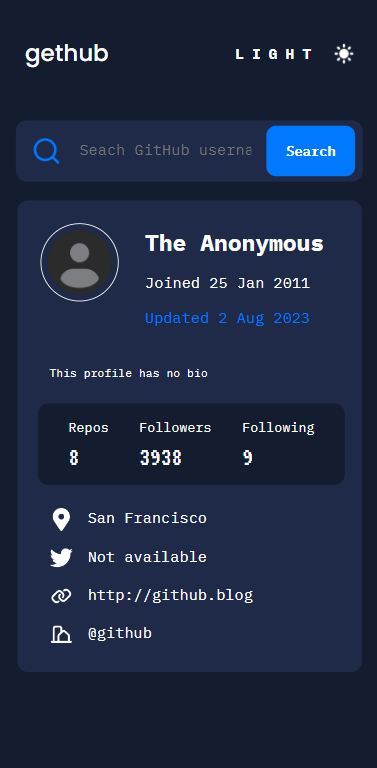 gethub
LIGHT
Seach GitHub userna
Search
The Anonymous
Joined 25 Jan 2011
Updated 2 Aug 2023
This profile has no bio
Repos Followers Following
8 3938 9
San Francisco
Not available
http://github.blog
@github